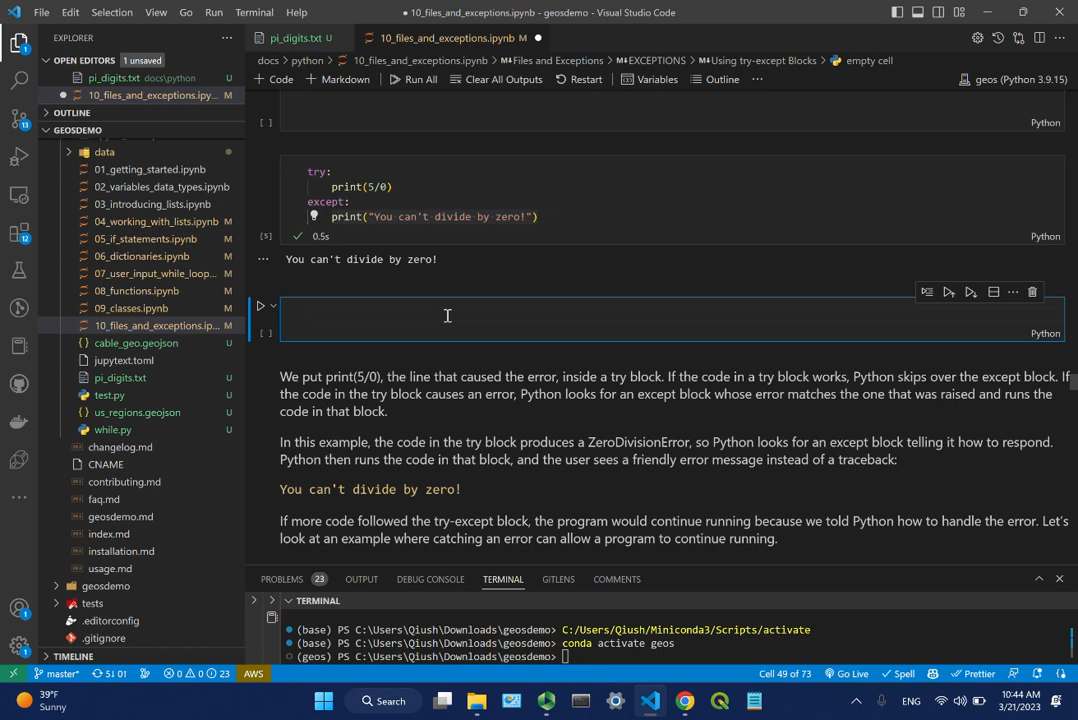 File Edit Selection View Go Run Terminal Help
● 10_files_and_exceptions.ipynb - geosdemo - Visual Studio Code
EXPLORER
pi_digits.txt U
10_files_and_exceptions.ipynb M ●
OPEN EDITORS 1 unsaved
pi_digits.txt docs\python U
● 10_files_and_exceptions.ipy... M
OUTLINE
GEOSDEMO
data
01_getting_started.ipynb
02_variables_data_types.ipynb
03_introducing_lists.ipynb
04_working_with_lists.ipynb M
05_if_statements.ipynb M
06_dictionaries.ipynb M
07_user_input_while_loop... M
08_functions.ipynb M
09_classes.ipynb M
10_files_and_exceptions.ip... M
cable_geo.geojson U
jupytext.toml
pi_digits.txt U
test.py U
us_regions.geojson U
while.py U
changelog.md
CNAME
contributing.md
faq.md
geosdemo.md
index.md
installation.md
usage.md
geosdemo
tests
.editorconfig
.gitignore
TIMELINE
docs > python > 10_files_and_exceptions.ipynb > M↓Files and Exceptions > M↓EXCEPTIONS > M↓Using try-except Blocks > empty cell
+ Code + Markdown Run All Clear All Outputs Restart Variables Outline ... geos (Python 3.9.15)
[ ] Python
try:
print(5/0)
except:
print("You can't divide by zero!")
[5] ✓ 0.5s Python
... You can't divide by zero!
[ ] Python
We put print(5/0), the line that caused the error, inside a try block. If the code in a try block works, Python skips over the except block. If
the code in the try block causes an error, Python looks for an except block whose error matches the one that was raised and runs the
code in that block.
In this example, the code in the try block produces a ZeroDivisionError, so Python looks for an except block telling it how to respond.
Python then runs the code in that block, and the user sees a friendly error message instead of a traceback:
You can't divide by zero!
If more code followed the try-except block, the program would continue running because we told Python how to handle the error. Let's
look at an example where catching an error can allow a program to continue running.
PROBLEMS 23 OUTPUT DEBUG CONSOLE TERMINAL GITLENS COMMENTS
TERMINAL
(base) PS C:\Users\Qiush\Downloads\geosdemo> C:/Users/Qiush/Miniconda3/Scripts/activate
(base) PS C:\Users\Qiush\Downloads\geosdemo> conda activate geos
(geos) PS C:\Users\Qiush\Downloads\geosdemo>
master* 5↓ 0↑ 0 0 23 AWS Cell 49 of 73 Go Live Spell Prettier
39°F
Sunny
Search
ENG
10:44 AM
3/21/2023